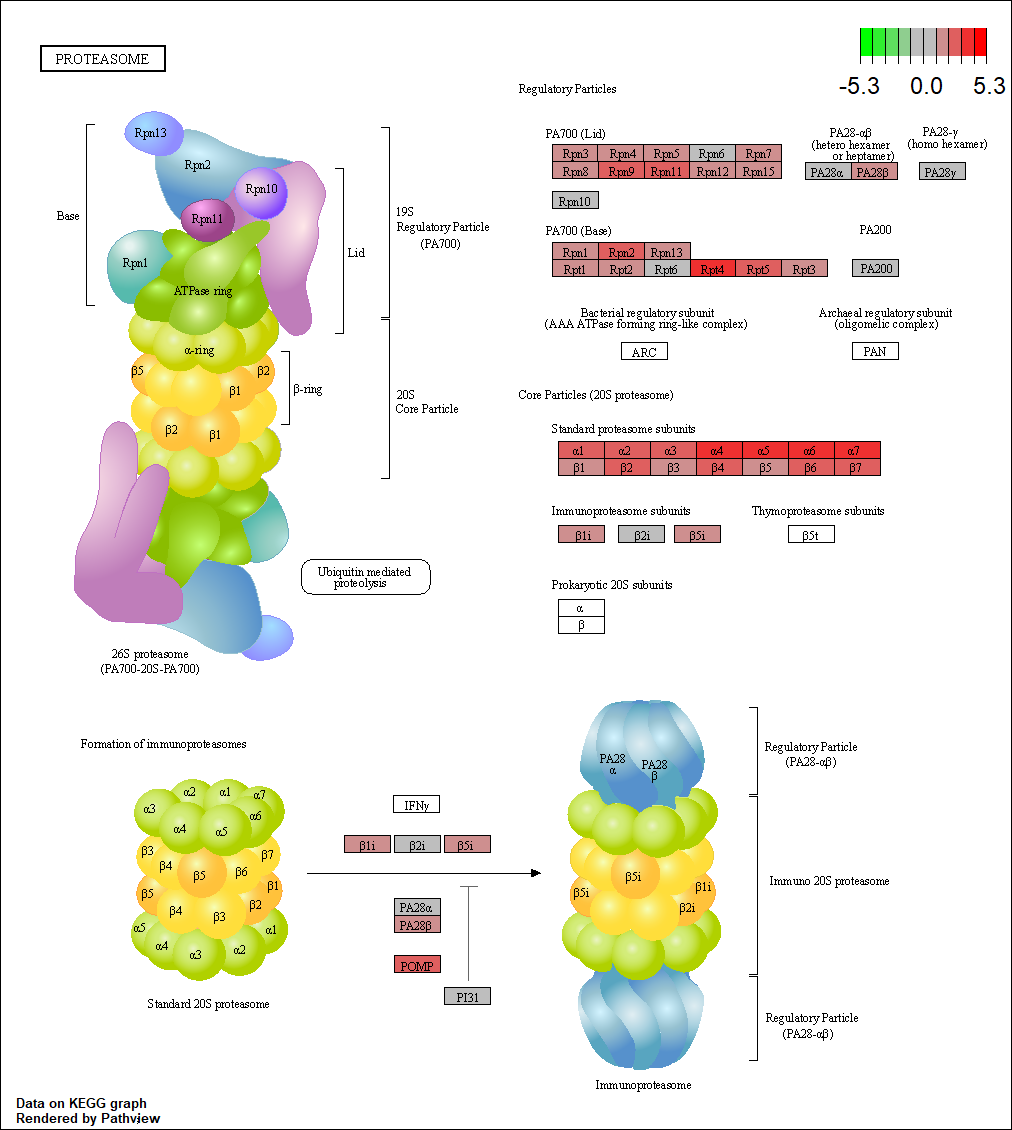 PROTEASOME
-5.3 0.0 5.3
Regulatory Particles
PA700 (Lid)
Rpn3 Rpn4 Rpn5 Rpn6 Rpn7
Rpn8 Rpn9 Rpn11 Rpn12 Rpn15
Rpn10
PA28-αβ
(hetero hexamer
or heptamer)
PA28α PA28β
PA28-γ
(homo hexamer)
PA28γ
PA700 (Base)
Rpn1 Rpn2 Rpn13
Rpt1 Rpt2 Rpt6 Rpt4 Rpt5 Rpt3
PA200
PA200
Bacterial regulatory subunit
(AAA ATPase forming ring-like complex)
ARC
Archaeal regulatory subunit
(oligomelic complex)
PAN
Core Particles (20S proteasome)
Standard proteasome subunits
α1 α2 α3 α4 α5 α6 α7
β1 β2 β3 β4 β5 β6 β7
Immunoproteasome subunits
β1i β2i β5i
Thymoproteasome subunits
β5t
Prokaryotic 20S subunits
α
β
Rpn13
Rpn2
Rpn10
Rpn11
Rpn1
ATPase ring
α-ring
β5 β2
β1
β2 β1
Base
Lid
19S
Regulatory Particle
(PA700)
β-ring
20S
Core Particle
Ubiquitin mediated
proteolysis
26S proteasome
(PA700-20S-PA700)
Formation of immunoproteasomes
α2 α1 α7
α3 α6
α4 α5
β3 β7
β4 β5 β6
β5 β1
β4 β3 β2
α5 α1
α4 α3 α2
Standard 20S proteasome
IFNγ
β1i β2i β5i
PA28α
PA28β
POMP
PI31
PA28
α
PA28
β
β5i
β5i β1i
β2i
Regulatory Particle
(PA28-αβ)
Immuno 20S proteasome
Regulatory Particle
(PA28-αβ)
Immunoproteasome
Data on KEGG graph
Rendered by Pathview